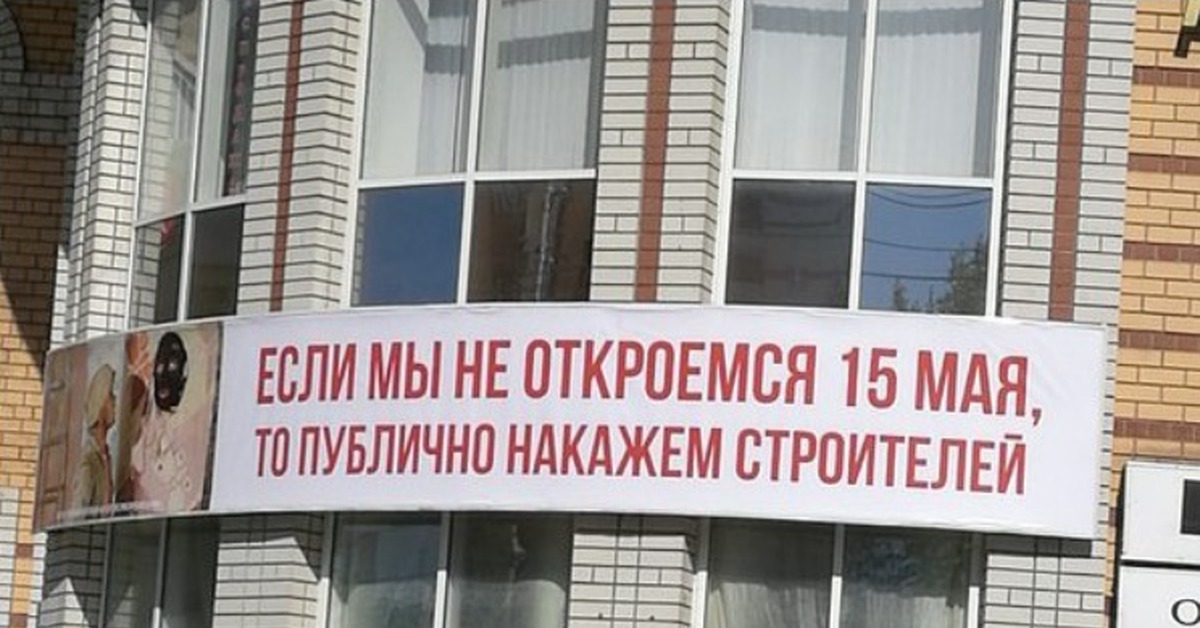 ЕСЛИ МЫ НЕ ОТКРОЕМСЯ 15 МАЯ,
ТО ПУБЛИЧНО НАКАЖЕМ СТРОИТЕЛЕЙ